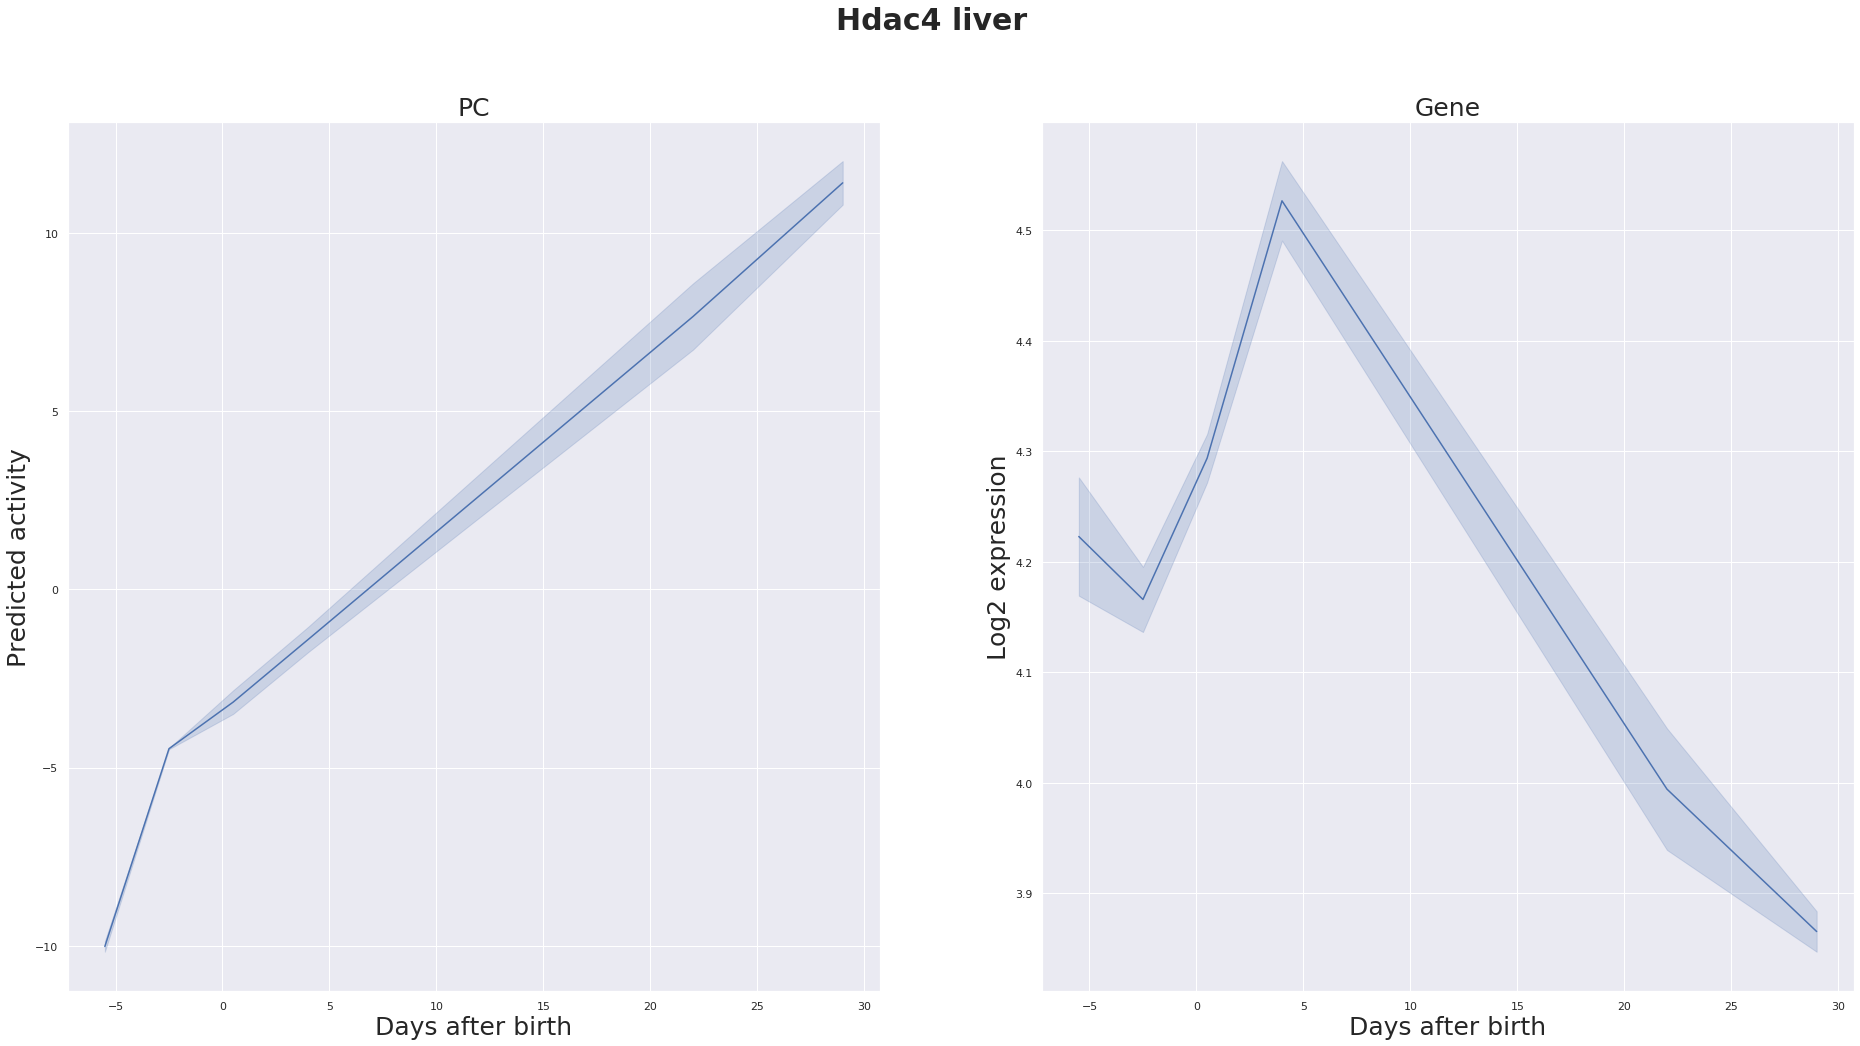 Hdac4 liver
PC
Predicted activity
10
5
0
−5
−10
−5 0 5 10 15 20 25 30
Days after birth
Gene
Log2 expression
4.5
4.4
4.3
4.2
4.1
4.0
3.9
−5 0 5 10 15 20 25 30
Days after birth